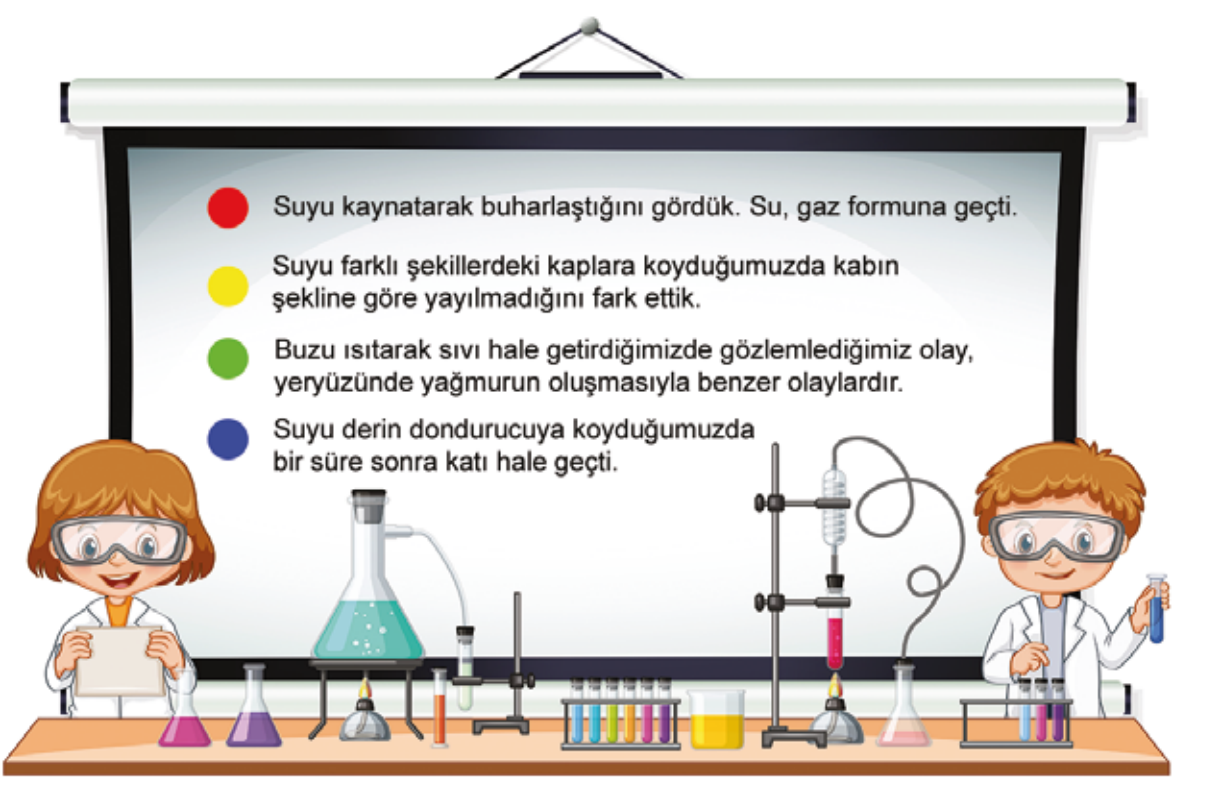 Suyu kaynatarak buharlaştığını gördük. Su, gaz formuna geçti.
Suyu farklı şekillerdeki kaplara koyduğumuzda kabın
şekline göre yayılmadığını fark ettik.
Buzu ısıtarak sıvı hale getirdiğimizde gözlemlediğimiz olay,
yeryüzünde yağmurun oluşmasıyla benzer olaylardır.
Suyu derin dondurucuya koyduğumuzda
bir süre sonra katı hale geçti.